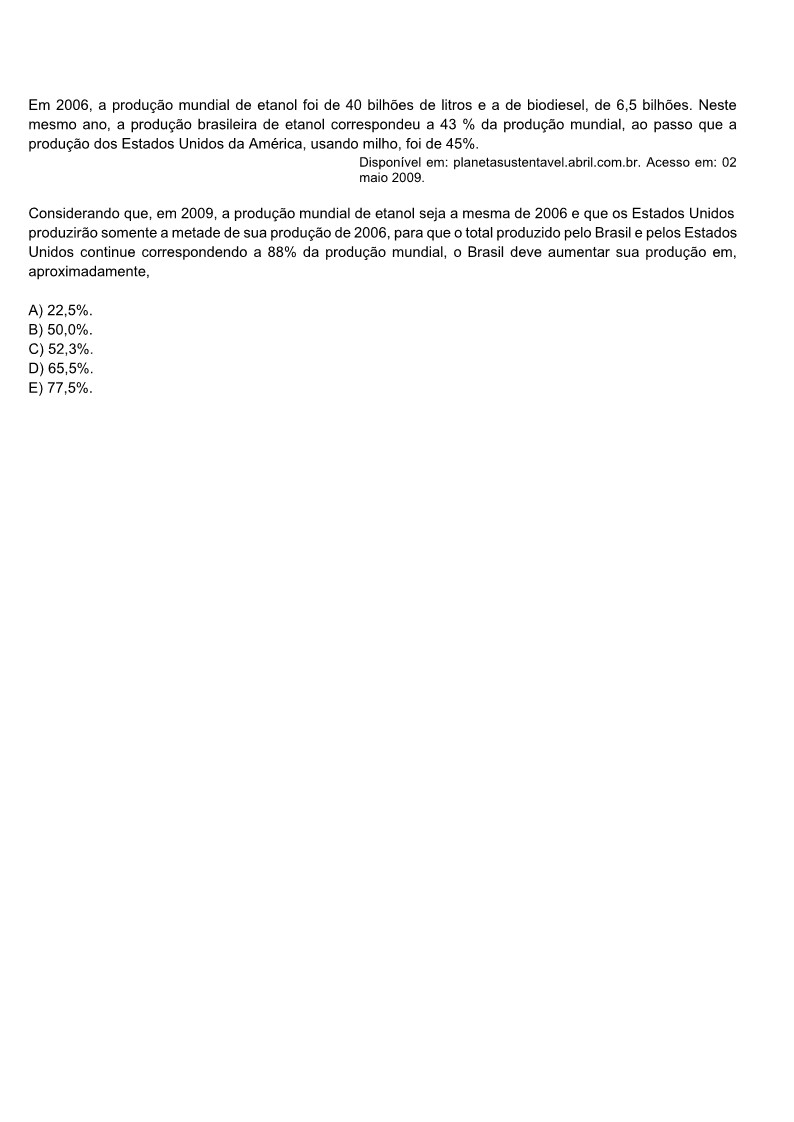 Em 2006, a produção mundial de etanol foi de 40 bilhões de litros e a de biodiesel, de 6,5 bilhões. Neste
mesmo ano, a produção brasileira de etanol correspondeu a 43 % da produção mundial, ao passo que a
produção dos Estados Unidos da América, usando milho, foi de 45%.
Disponível em: planetasustentavel.abril.com.br. Acesso em: 02
maio 2009.
Considerando que, em 2009, a produção mundial de etanol seja a mesma de 2006 e que os Estados Unidos
produzirão somente a metade de sua produção de 2006, para que o total produzido pelo Brasil e pelos Estados
Unidos continue correspondendo a 88% da produção mundial, o Brasil deve aumentar sua produção em,
aproximadamente,
A) 22,5%.
B) 50,0%.
C) 52,3%.
D) 65,5%.
E) 77,5%.